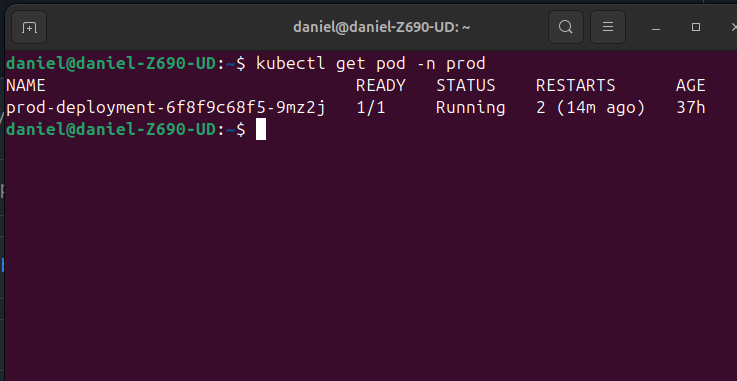 daniel@daniel-Z690-UD: ~
daniel@daniel-Z690-UD:~$ kubectl get pod -n prod
NAME                               READY   STATUS    RESTARTS      AGE
prod-deployment-6f8f9c68f5-9mz2j   1/1     Running   2 (14m ago)   37h
daniel@daniel-Z690-UD:~$